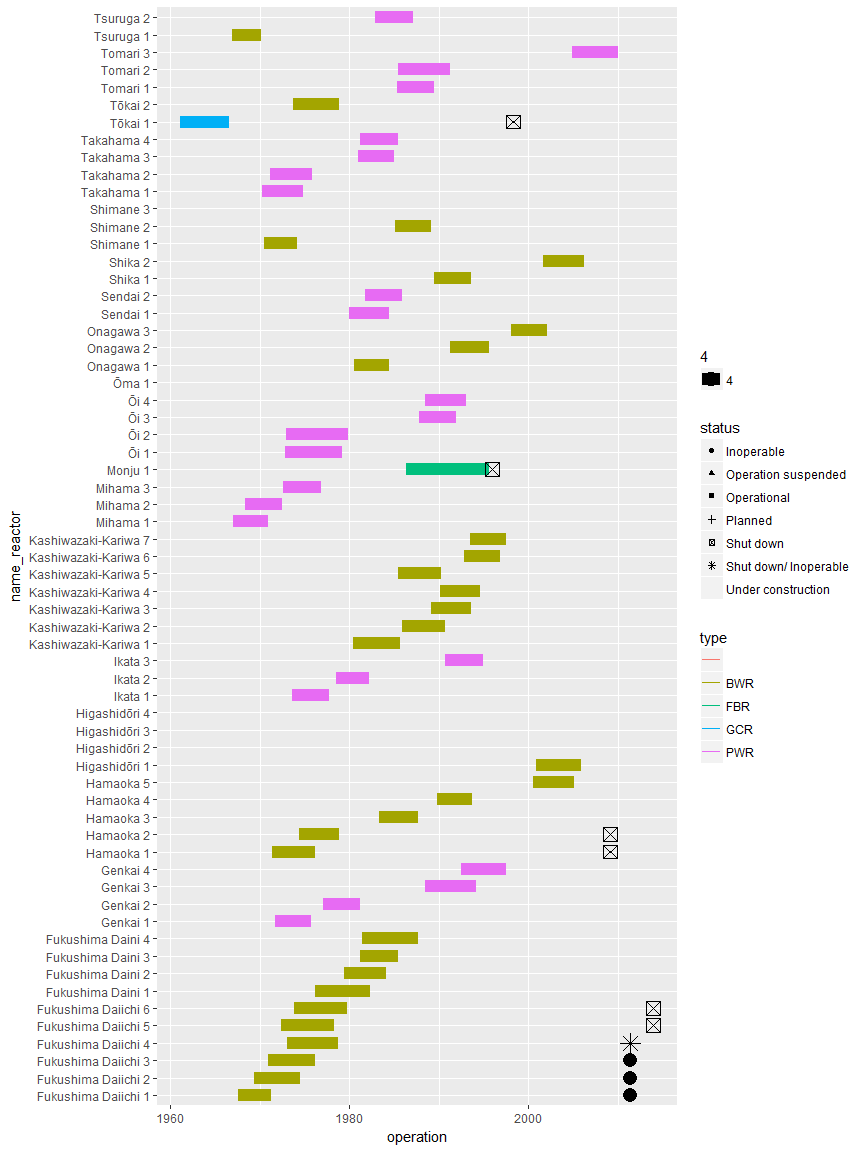 Tsuruga 2
Tsuruga 1
Tomari 3
Tomari 2
Tomari 1
Tōkai 2
Tōkai 1
Takahama 4
Takahama 3
Takahama 2
Takahama 1
Shimane 3
Shimane 2
Shimane 1
Shika 2
Shika 1
Sendai 2
Sendai 1
Onagawa 3
Onagawa 2
Onagawa 1
Ōma 1
Ōi 4
Ōi 3
Ōi 2
Ōi 1
Monju 1
Mihama 3
Mihama 2
Mihama 1
Kashiwazaki-Kariwa 7
Kashiwazaki-Kariwa 6
Kashiwazaki-Kariwa 5
Kashiwazaki-Kariwa 4
Kashiwazaki-Kariwa 3
Kashiwazaki-Kariwa 2
Kashiwazaki-Kariwa 1
Ikata 3
Ikata 2
Ikata 1
Higashidōri 4
Higashidōri 3
Higashidōri 2
Higashidōri 1
Hamaoka 5
Hamaoka 4
Hamaoka 3
Hamaoka 2
Hamaoka 1
Genkai 4
Genkai 3
Genkai 2
Genkai 1
Fukushima Daini 4
Fukushima Daini 3
Fukushima Daini 2
Fukushima Daini 1
Fukushima Daiichi 6
Fukushima Daiichi 5
Fukushima Daiichi 4
Fukushima Daiichi 3
Fukushima Daiichi 2
Fukushima Daiichi 1
name_reactor
1960 1980 2000
operation
4
4
status
Inoperable
Operation suspended
Operational
Planned
Shut down
Shut down/ Inoperable
Under construction
type
BWR
FBR
GCR
PWR